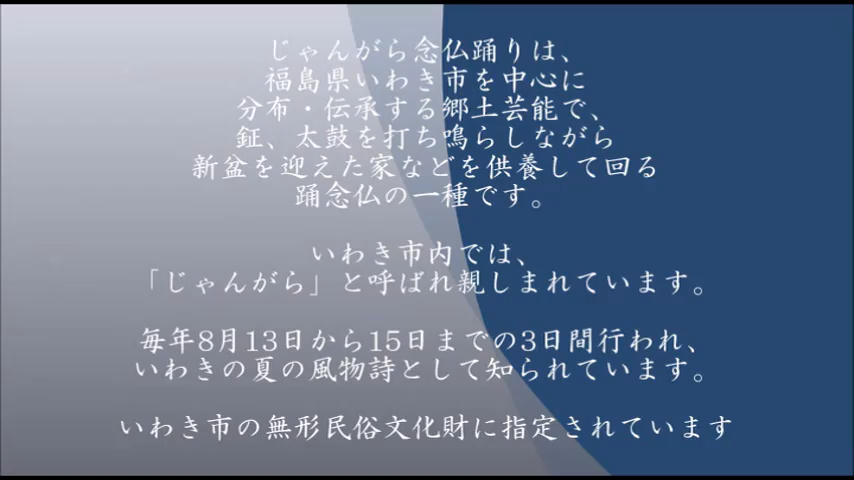 じゃんがら念仏踊りは、
福島県いわき市を中心に
分布・伝承する郷土芸能で、
鉦、太鼓を打ち鳴らしながら
新盆を迎えた家などを供養して回る
踊念仏の一種です。
いわき市内では、
「じゃんがら」と呼ばれ親しまれています。
毎年8月13日から15日までの3日間行われ、
いわきの夏の風物詩として知られています。
いわき市の無形民俗文化財に指定されています